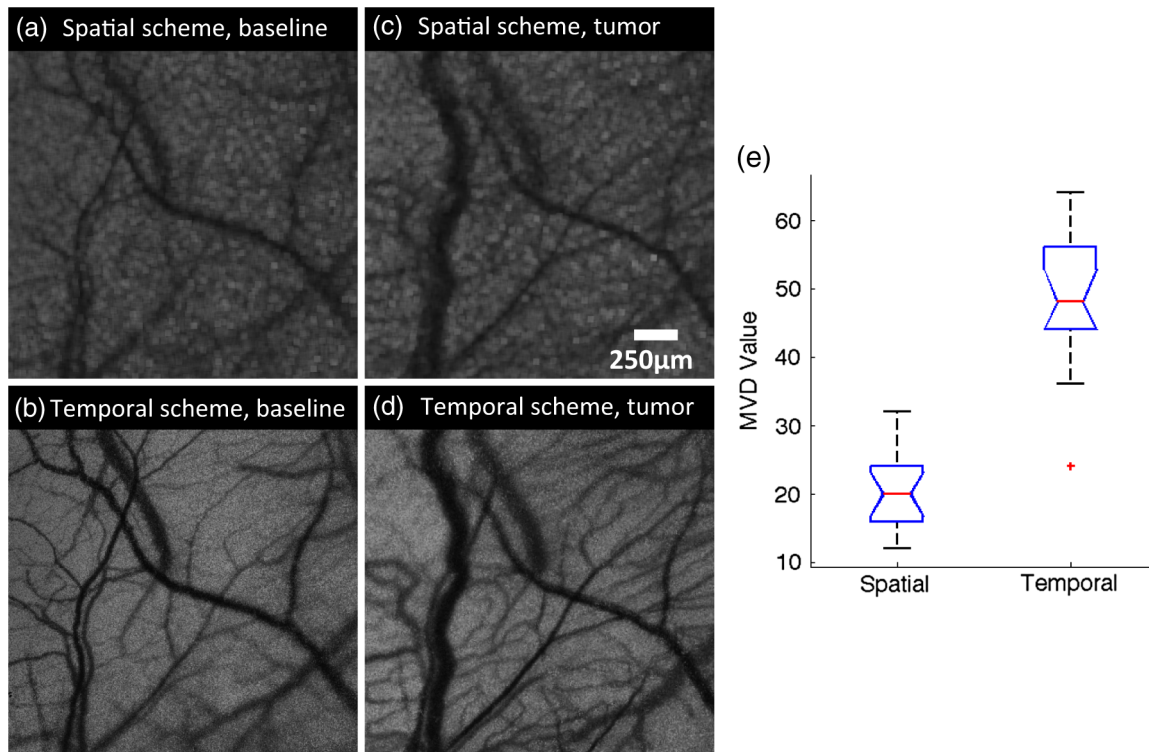 (a) Spatial scheme, baseline
(c) Spatial scheme, tumor
250µm
(b) Temporal scheme, baseline
(d) Temporal scheme, tumor
(e)
MVD Value
60
50
40
30
20
10
Spatial
Temporal